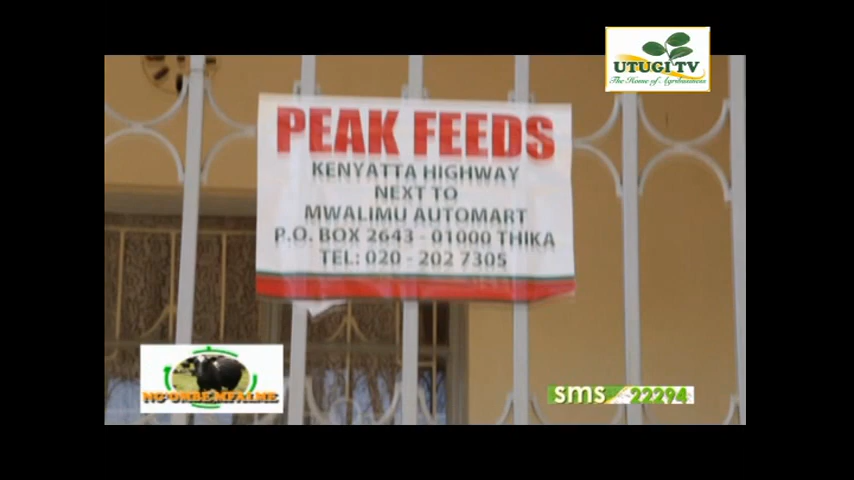 UTUGI TV
The Home of Agribusiness
PEAK FEEDS
KENYATTA HIGHWAY
NEXT TO
MWALIMU AUTOMART
P.O. BOX 2643 - 01000 THIKA
TEL: 020 - 202 7305
NG'OMBE MFALME
sms 22294